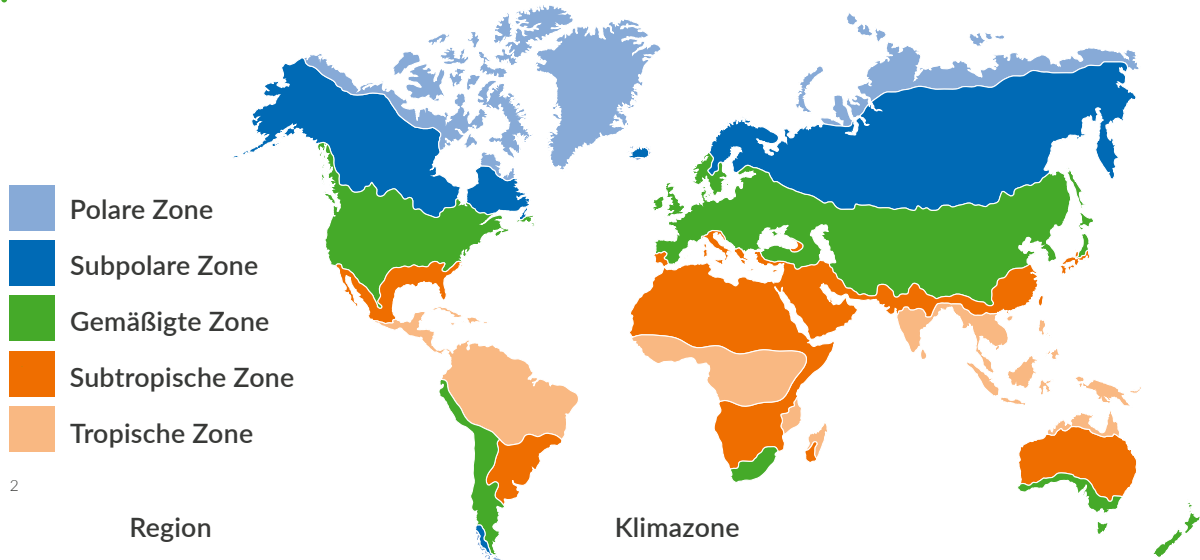 Polare Zone
Subpolare Zone
Gemäßigte Zone
Subtropische Zone
Tropische Zone
2
Region Klimazone